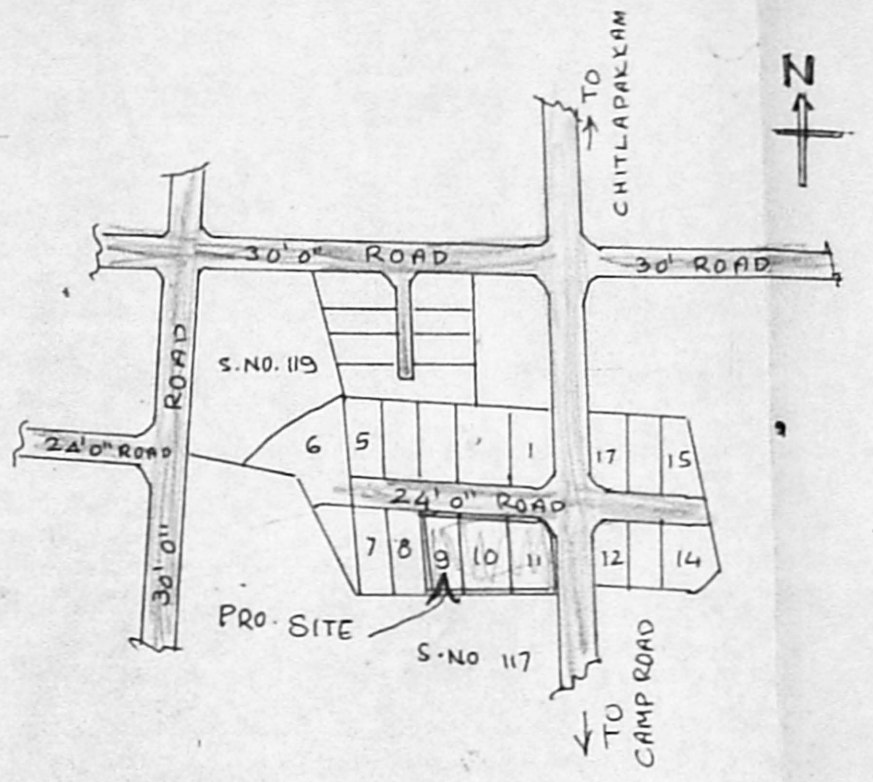 → TO
CHITLAPAKKAM
N
30'0" ROAD
30' ROAD
ROAD
S.NO. 119
24'0" ROAD
6
5
1
17
15
24'0" ROAD
7
8
9
10
11
12
14
30'0"
PRO. SITE
S.NO 117
→ TO
CAMP ROAD